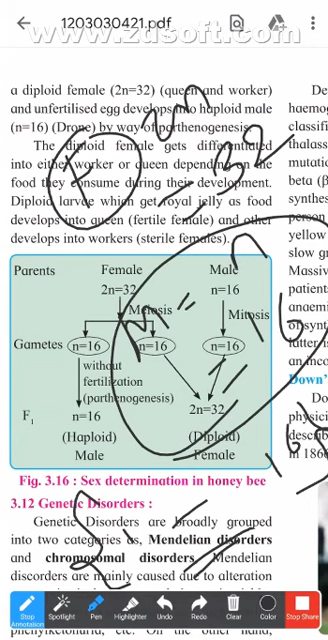 1203030421.pdf
www.zdsoft.com
a diploid female (2n=32) (queen and worker)
and unfertilised egg develops into haploid male
(n=16) (Drone) by way of parthenogenesis.
The diploid female gets differentiated
into either worker or queen depending on the
food they consume during their development.
Diploid larvae which get royal jelly as food
develops into queen (fertile female) and other
develops into workers (sterile females).
Parents Female Male
2n=32 n=16
Meiosis Mitosis
Gametes n=16 n=16 n=16
without
fertilization
(parthenogenesis)
F1 n=16 2n=32
(Haploid) (Diploid)
Male Female
Fig. 3.16 : Sex determination in honey bee
3.12 Genetic Disorders :
Genetic Disorders are broadly grouped
into two categories as, Mendelian disorders
and chromosomal disorders. Mendelian
discorders are mainly caused due to alteration
De
haemog
classifi
thalass
mutatio
beta (β
synthes
person
yellow
slow gr
Massiv
patients
anaemi
of synt
latter is
an inco
Down'
Do
physici
describ
in 1866
Stop Annotation Spotlight Pen Highlighter Undo Redo Clear Color Stop Share